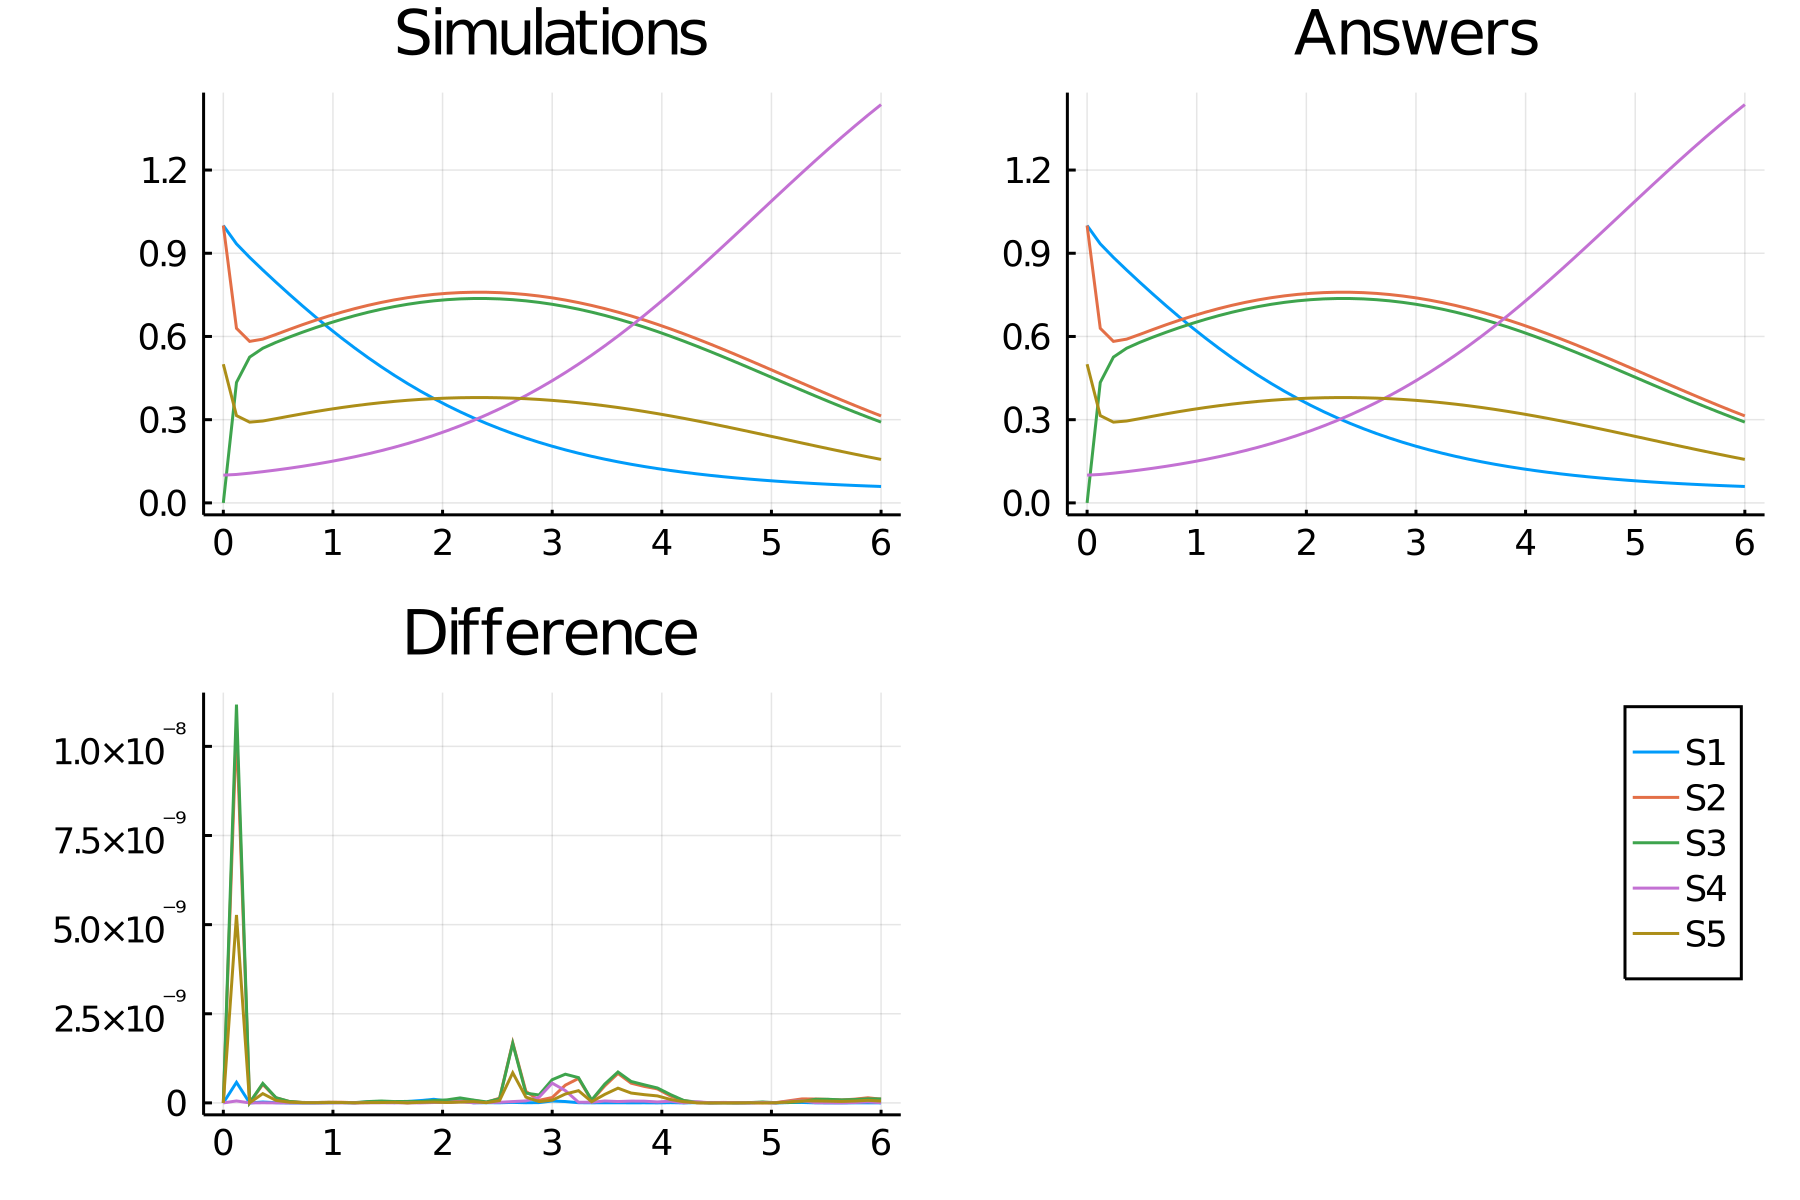 Simulations
1.2
0.9
0.6
0.3
0.0
0 1 2 3 4 5 6
Answers
1.2
0.9
0.6
0.3
0.0
0 1 2 3 4 5 6
Difference
1.0×10⁻⁸
7.5×10⁻⁹
5.0×10⁻⁹
2.5×10⁻⁹
0
0 1 2 3 4 5 6
S1
S2
S3
S4
S5